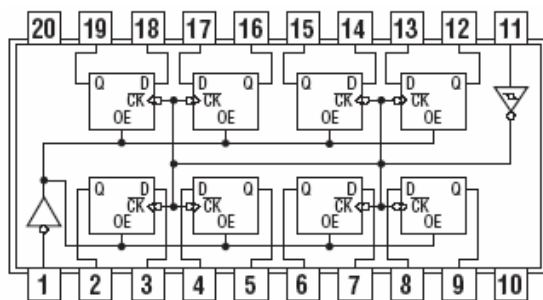 20 19 18 17 16 15 14 13 12 11
Q D D Q Q D D Q
CK CK CK CK
OE OE OE OE
Q D D Q Q D D Q
CK CK CK CK
OE OE OE OE
1 2 3 4 5 6 7 8 9 10